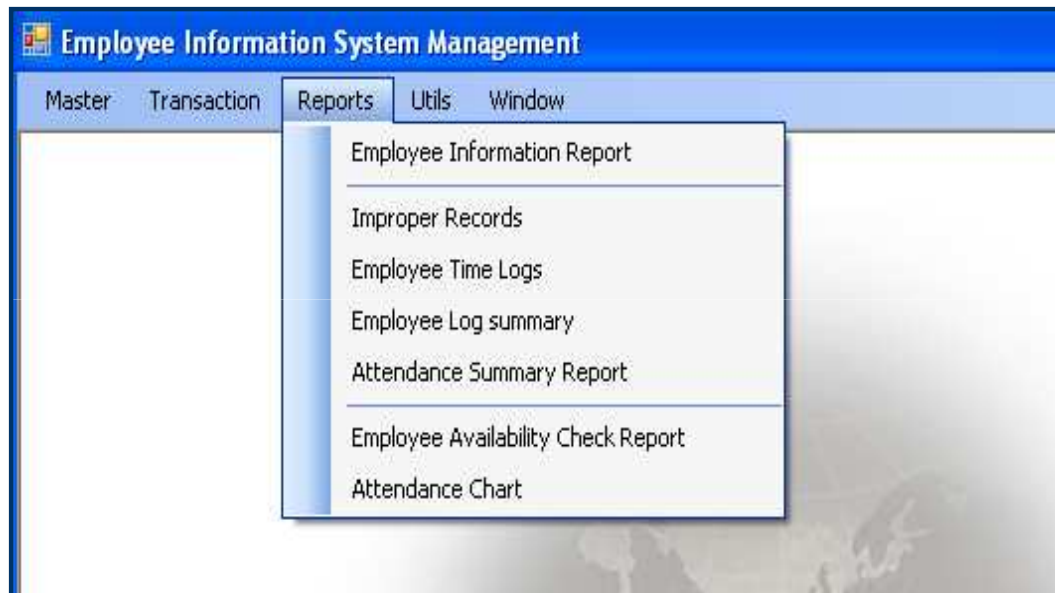 Employee Information System Management
Master Transaction Reports Utils Window
Employee Information Report
Improper Records
Employee Time Logs
Employee Log summary
Attendance Summary Report
Employee Availability Check Report
Attendance Chart